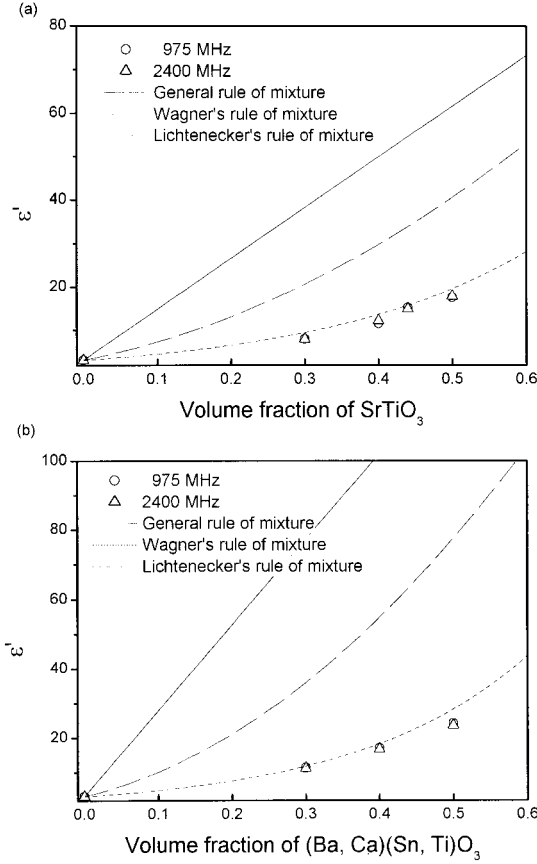 (a)
80
60
40
20
ε'
975 MHz
2400 MHz
General rule of mixture
Wagner's rule of mixture
Lichtenecker's rule of mixture
0.0 0.1 0.2 0.3 0.4 0.5 0.6
Volume fraction of SrTiO₃
(b)
100
80
60
40
20
ε'
975 MHz
2400 MHz
General rule of mixture
Wagner's rule of mixture
Lichtenecker's rule of mixture
0.0 0.1 0.2 0.3 0.4 0.5 0.6
Volume fraction of (Ba, Ca)(Sn, Ti)O₃